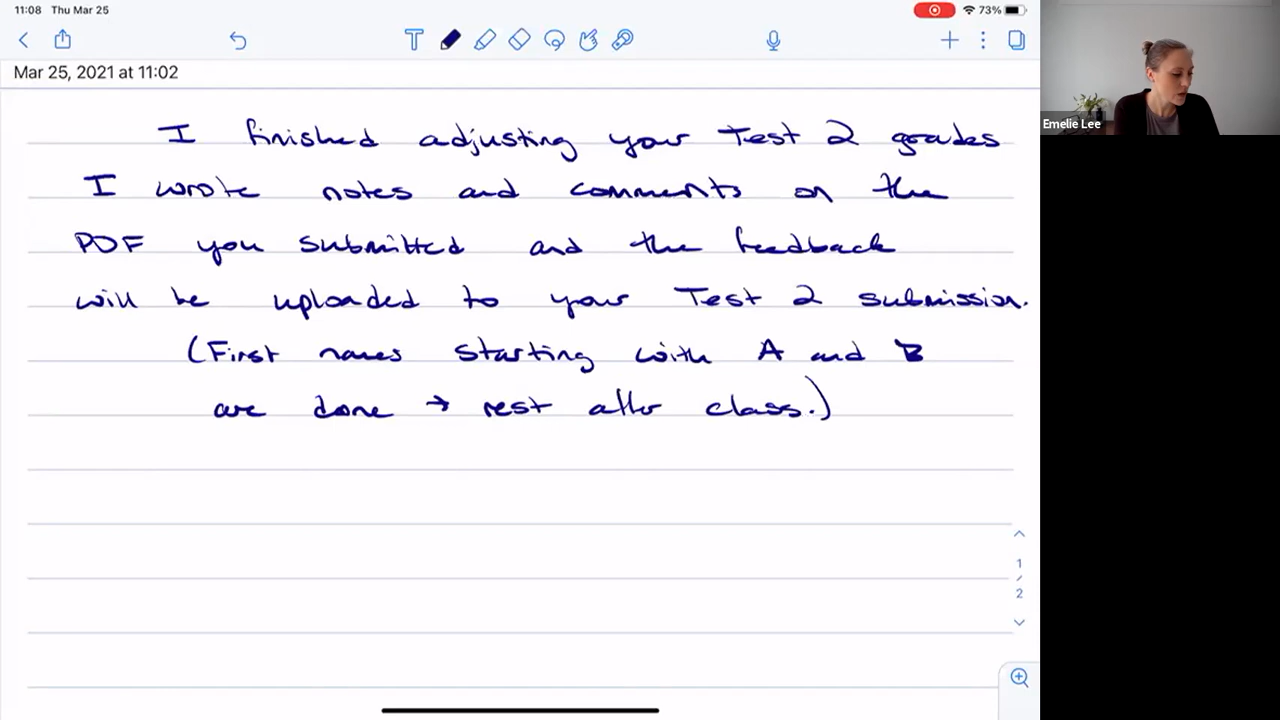 11:08 Thu Mar 25
73%
T
Mar 25, 2021 at 11:02
I finished adjusting your Test 2 grades
I wrote notes and comments on the
PDF you submitted and the feedback
will be uploaded to your Test 2 submission.
(First names starting with A and B
are done → rest after class.)
1
/
2
Emelie Lee